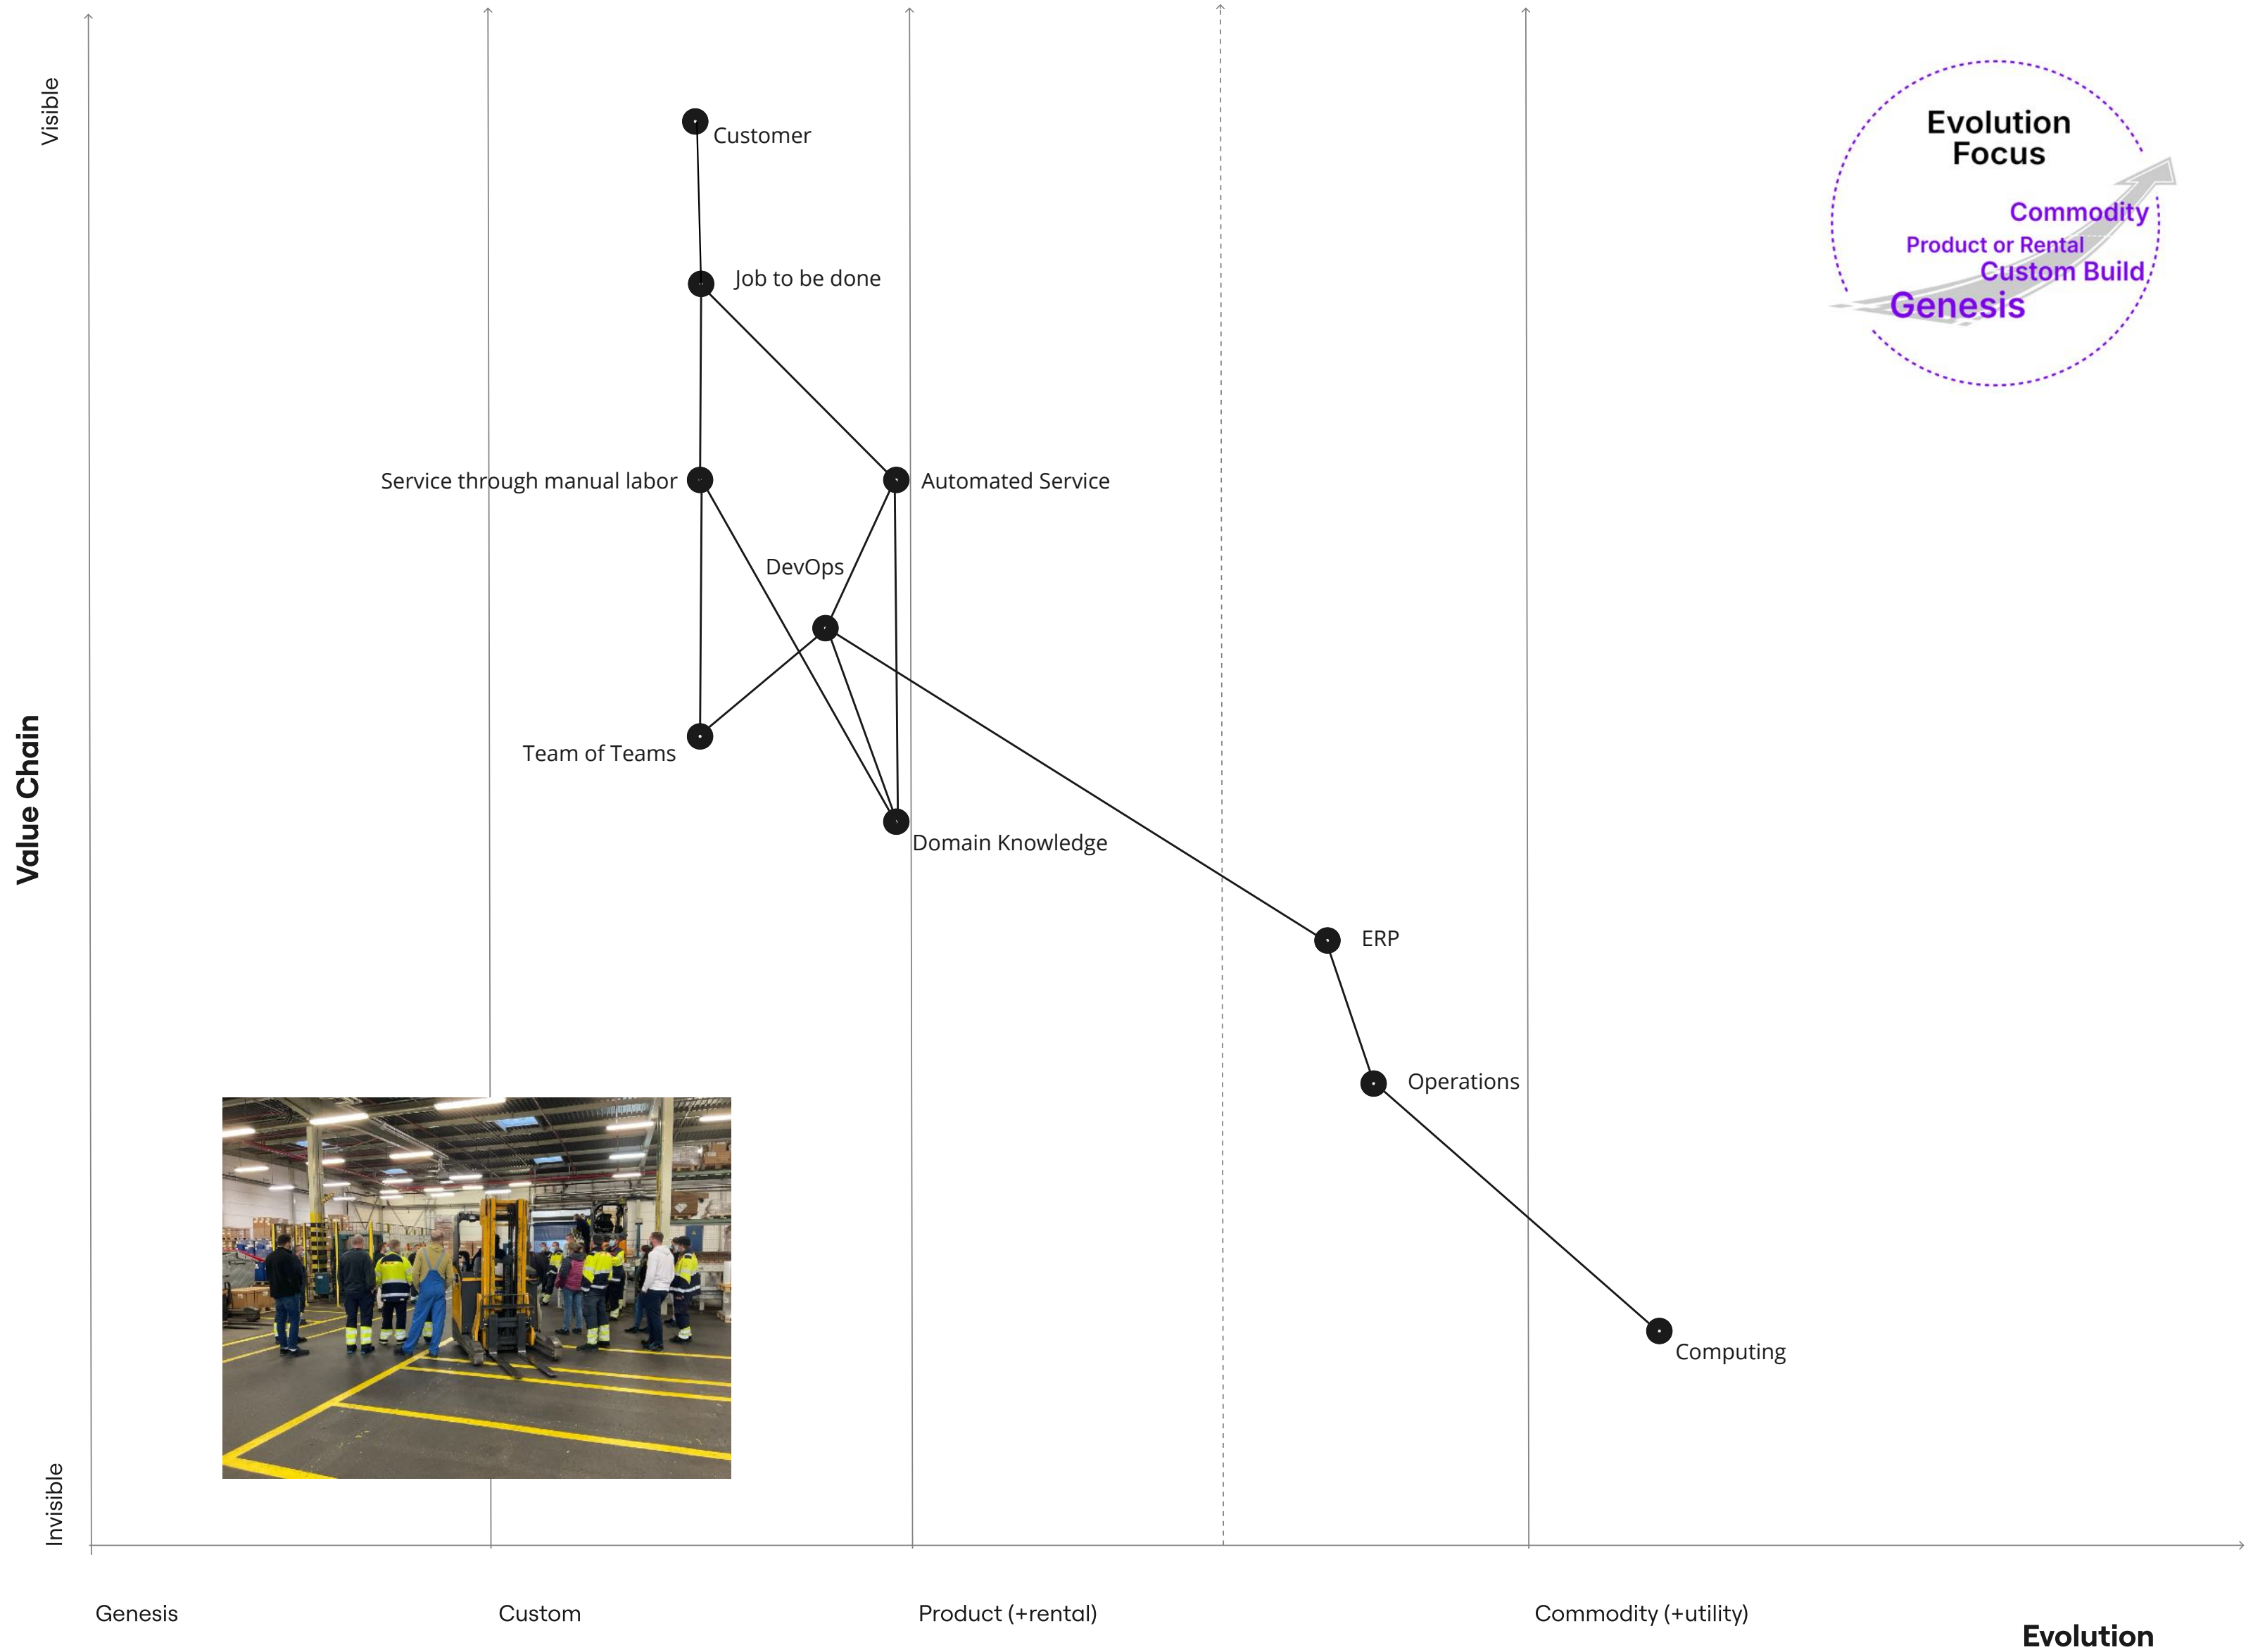 Visible
Evolution
Focus
Commodity
Product or Rental
Custom Build
Genesis
Customer
Job to be done
Service through manual labor
Automated Service
DevOps
Team of Teams
Domain Knowledge
Value Chain
ERP
Operations
Computing
Invisible
Genesis
Custom
Product (+rental)
Commodity (+utility)
Evolution